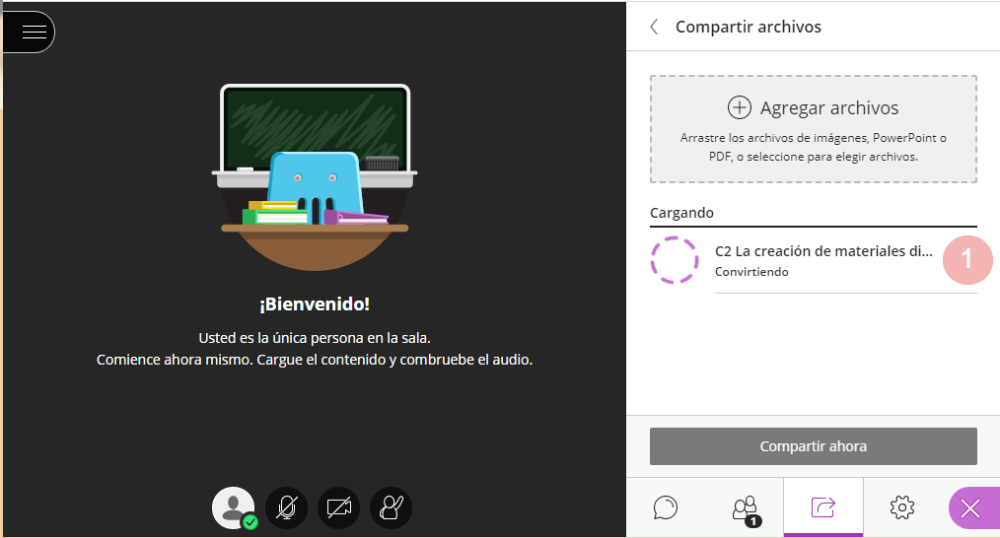 Compartir archivos
Agregar archivos
Arrastre los archivos de imágenes, PowerPoint o
PDF, o seleccione para elegir archivos.
Cargando
C2 La creación de materiales di...
Convirtiendo
1
¡Bienvenido!
Usted es la única persona en la sala.
Comience ahora mismo. Cargue el contenido y combruebe el audio.
Compartir ahora
1